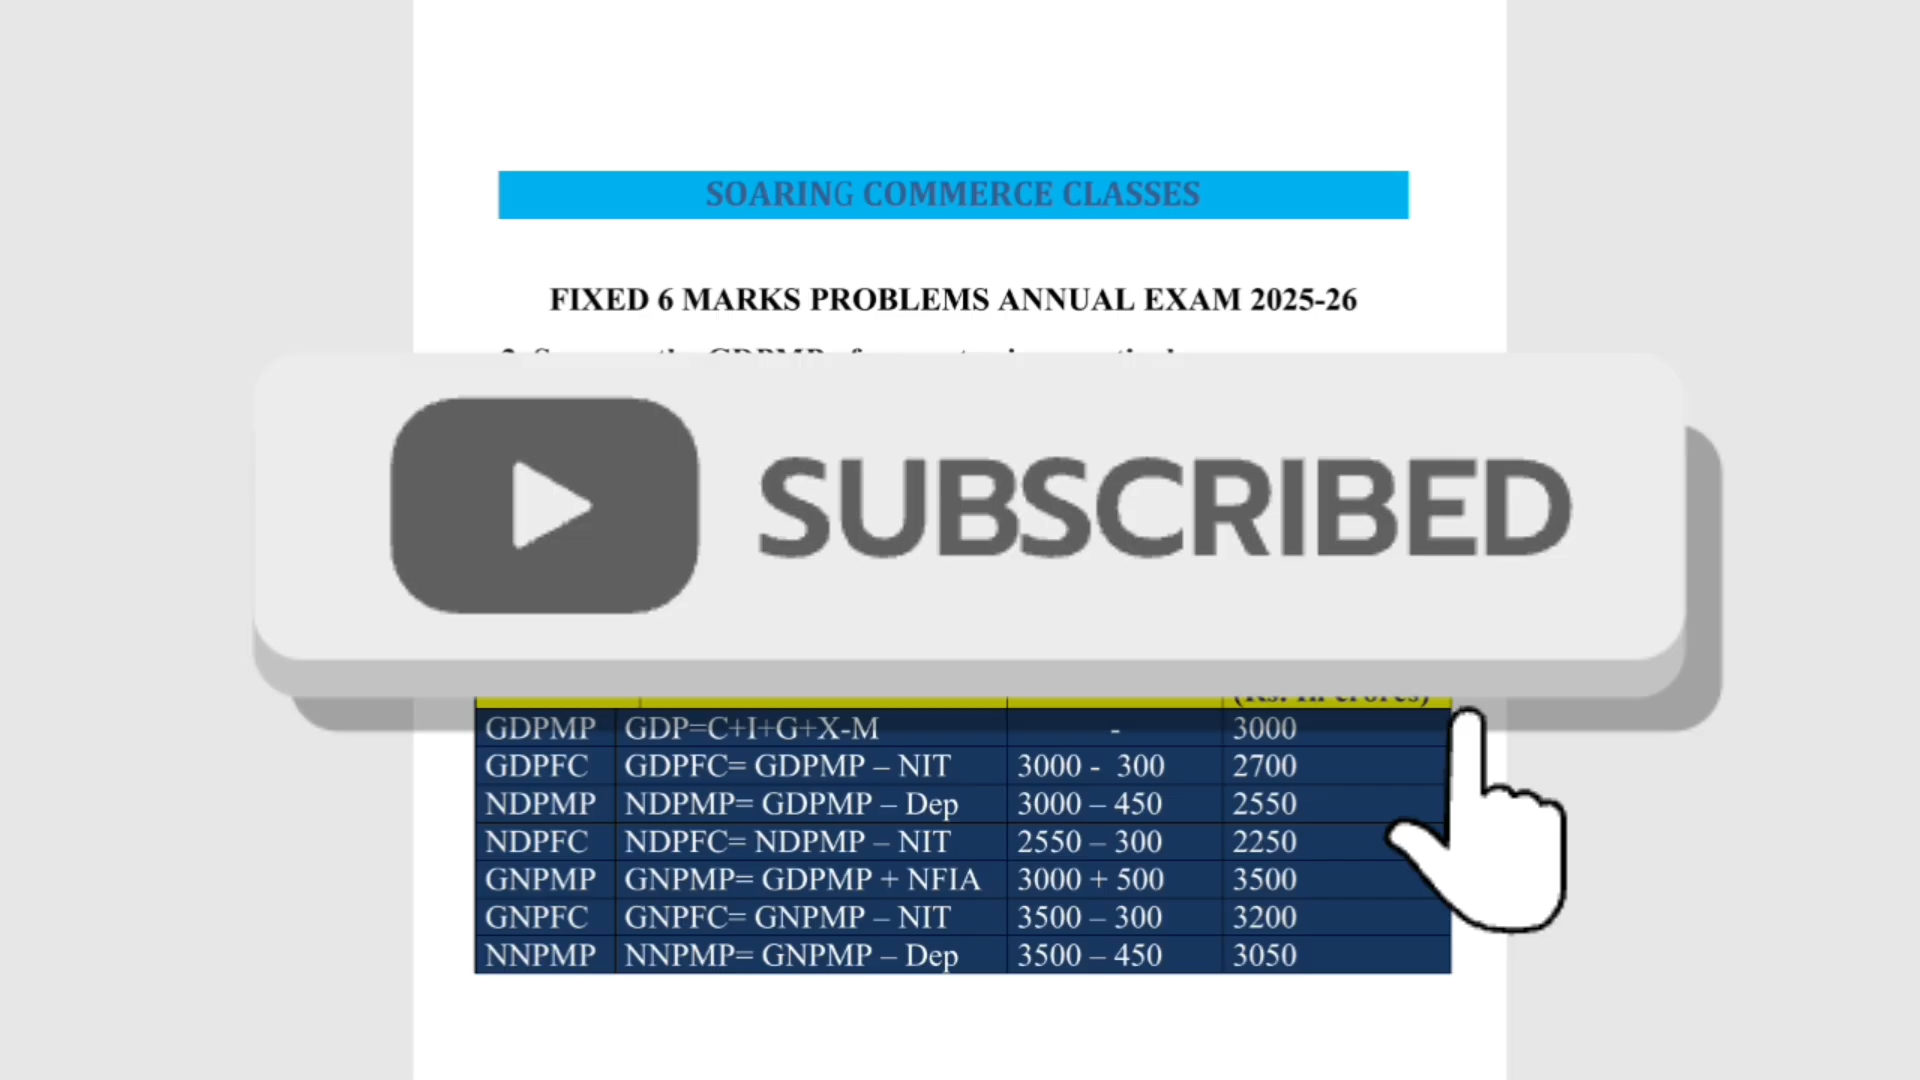 SOARING COMMERCE CLASSES
FIXED 6 MARKS PROBLEMS ANNUAL EXAM 2025-26
SUBSCRIBED
(Rs. in crores)
GDPMP GDP=C+I+G+X-M - 3000
GDPFC GDPFC= GDPMP – NIT 3000 - 300 2700
NDPMP NDPMP= GDPMP – Dep 3000 – 450 2550
NDPFC NDPFC= NDPMP – NIT 2550 – 300 2250
GNPMP GNPMP= GDPMP + NFIA 3000 + 500 3500
GNPFC GNPFC= GNPMP – NIT 3500 – 300 3200
NNPMP NNPMP= GNPMP – Dep 3500 – 450 3050